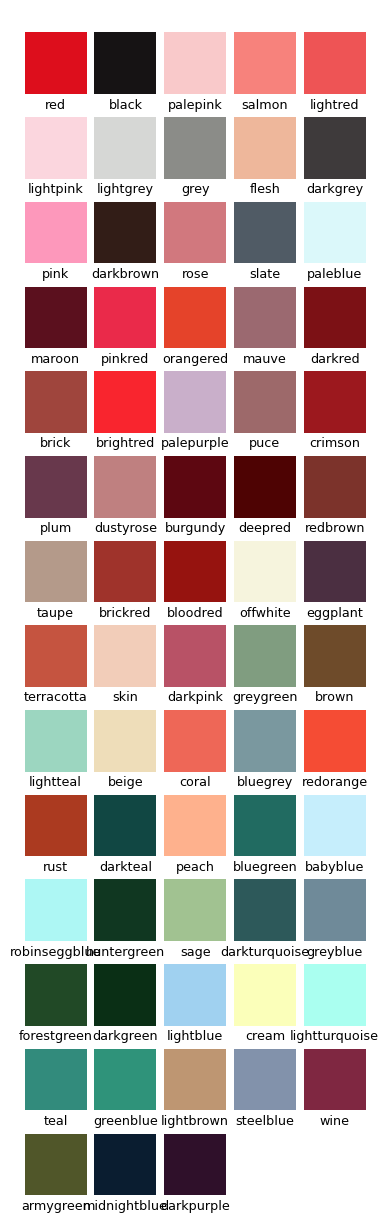 red black palepink salmon lightred
lightpink lightgrey grey flesh darkgrey
pink darkbrown rose slate paleblue
maroon pinkred orangered mauve darkred
brick brightred palepurple puce crimson
plum dustyrose burgundy deepred redbrown
taupe brickred bloodred offwhite eggplant
terracotta skin darkpink greygreen brown
lightteal beige coral bluegrey redorange
rust darkteal peach bluegreen babyblue
robinseggblue huntergreen sage darkturquoise greyblue
forestgreen darkgreen lightblue cream lightturquoise
teal greenblue lightbrown steelblue wine
armygreen midnightblue darkpurple